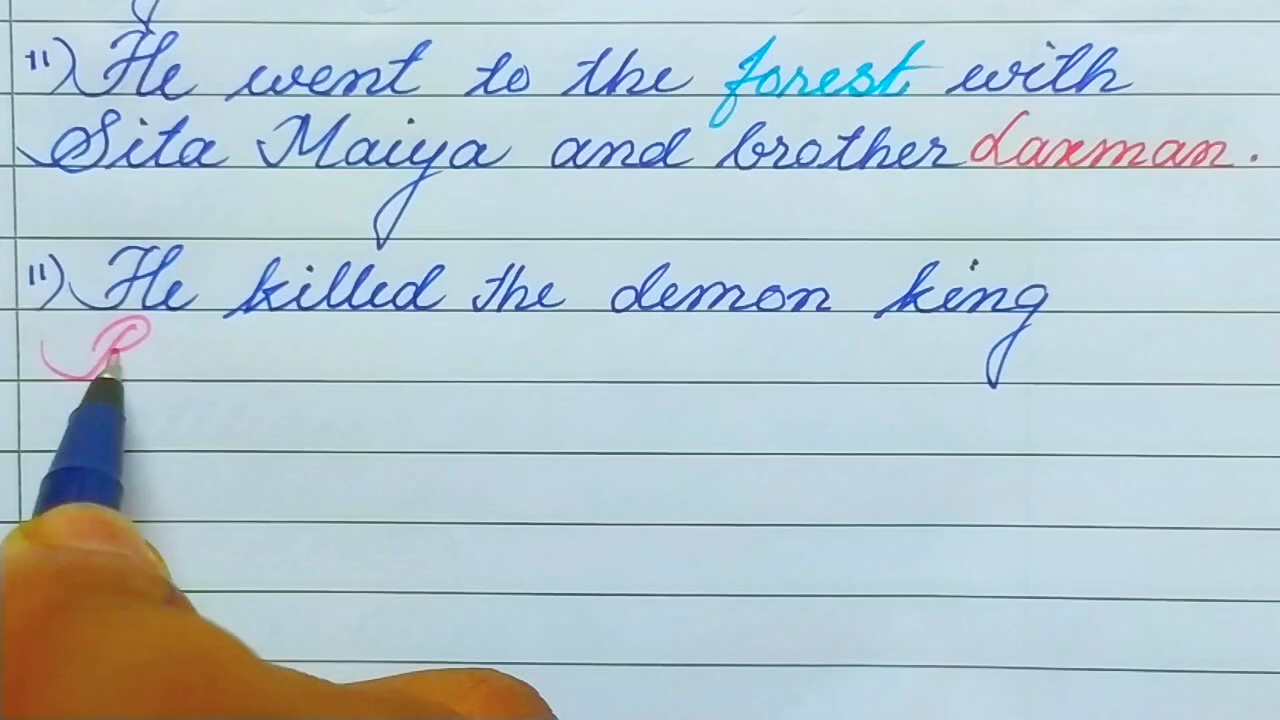 11) He went to the forest with
Sita Maiya and brother Laxman.
11) He killed the demon king